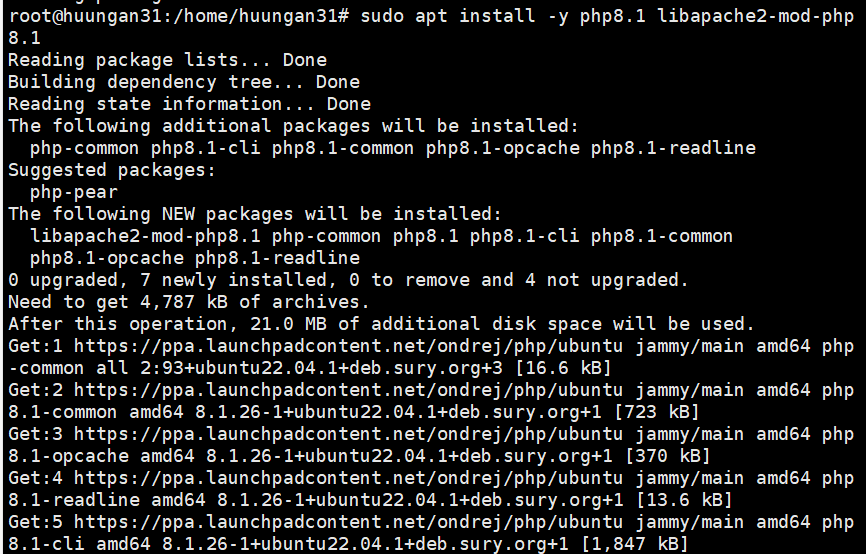 root@huungan31:/home/huungan31# sudo apt install -y php8.1 libapache2-mod-php
8.1
Reading package lists... Done
Building dependency tree... Done
Reading state information... Done
The following additional packages will be installed:
  php-common php8.1-cli php8.1-common php8.1-opcache php8.1-readline
Suggested packages:
  php-pear
The following NEW packages will be installed:
  libapache2-mod-php8.1 php-common php8.1 php8.1-cli php8.1-common
  php8.1-opcache php8.1-readline
0 upgraded, 7 newly installed, 0 to remove and 4 not upgraded.
Need to get 4,787 kB of archives.
After this operation, 21.0 MB of additional disk space will be used.
Get:1 https://ppa.launchpadcontent.net/ondrej/php/ubuntu jammy/main amd64 php
-common all 2:93+ubuntu22.04.1+deb.sury.org+3 [16.6 kB]
Get:2 https://ppa.launchpadcontent.net/ondrej/php/ubuntu jammy/main amd64 php
8.1-common amd64 8.1.26-1+ubuntu22.04.1+deb.sury.org+1 [723 kB]
Get:3 https://ppa.launchpadcontent.net/ondrej/php/ubuntu jammy/main amd64 php
8.1-opcache amd64 8.1.26-1+ubuntu22.04.1+deb.sury.org+1 [370 kB]
Get:4 https://ppa.launchpadcontent.net/ondrej/php/ubuntu jammy/main amd64 php
8.1-readline amd64 8.1.26-1+ubuntu22.04.1+deb.sury.org+1 [13.6 kB]
Get:5 https://ppa.launchpadcontent.net/ondrej/php/ubuntu jammy/main amd64 php
8.1-cli amd64 8.1.26-1+ubuntu22.04.1+deb.sury.org+1 [1,847 kB]